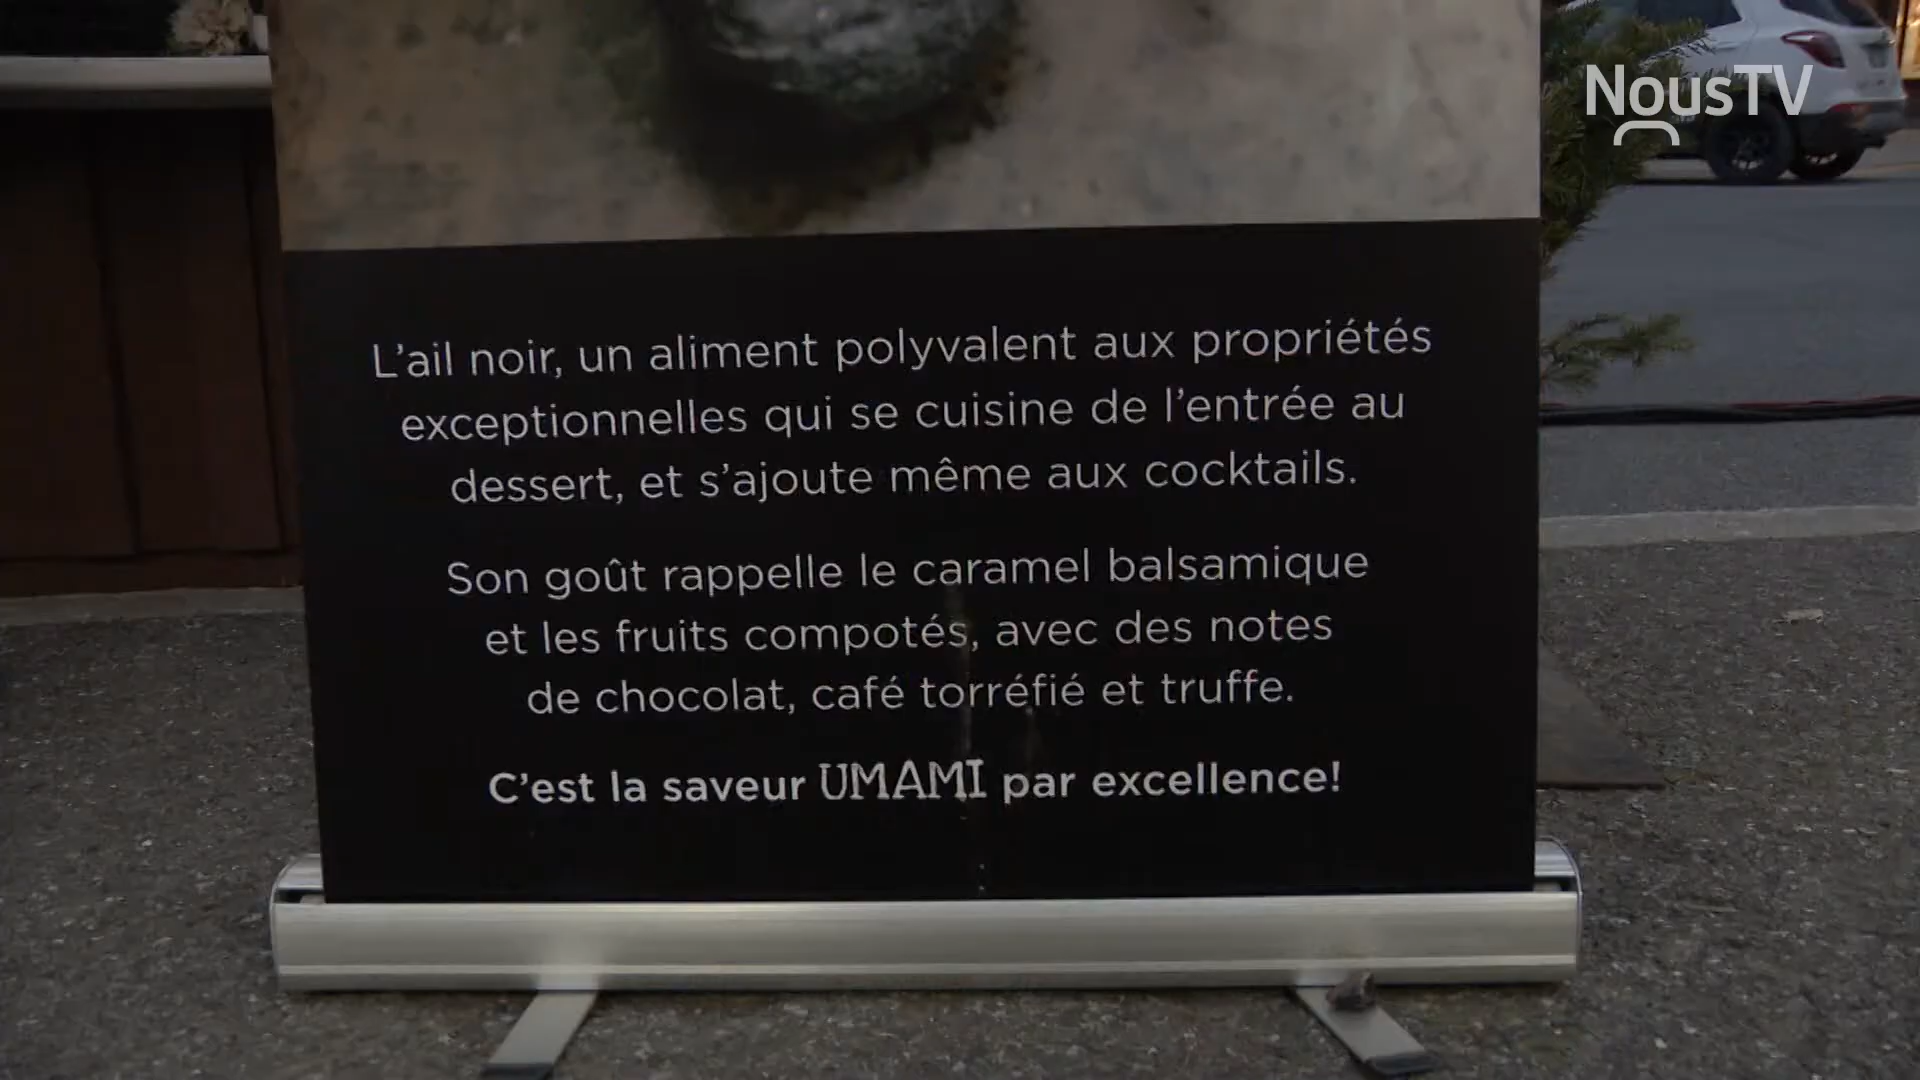 NousTV
L'ail noir, un aliment polyvalent aux propriétés
exceptionnelles qui se cuisine de l'entrée au
dessert, et s'ajoute même aux cocktails.
Son goût rappelle le caramel balsamique
et les fruits compotés, avec des notes
de chocolat, café torréfié et truffe.
C'est la saveur UMAMI par excellence!